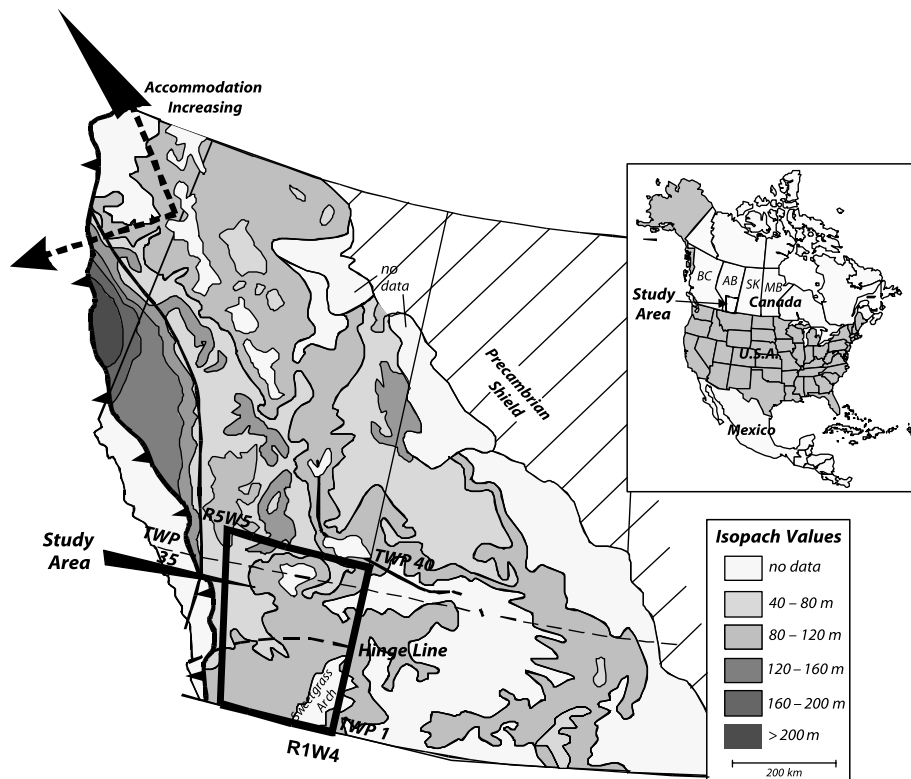 Accommodation
Increasing
no
data
Precambrian
Shield
BC
AB
SK
MB
Canada
Study
Area
U.S.A.
Mexico
R5W5
TWP
35
Study
Area
TWP 40
Hinge Line
Sweetgrass
Arch
TWP 1
R1W4
Isopach Values
no data
40 – 80 m
80 – 120 m
120 – 160 m
160 – 200 m
> 200 m
200 km